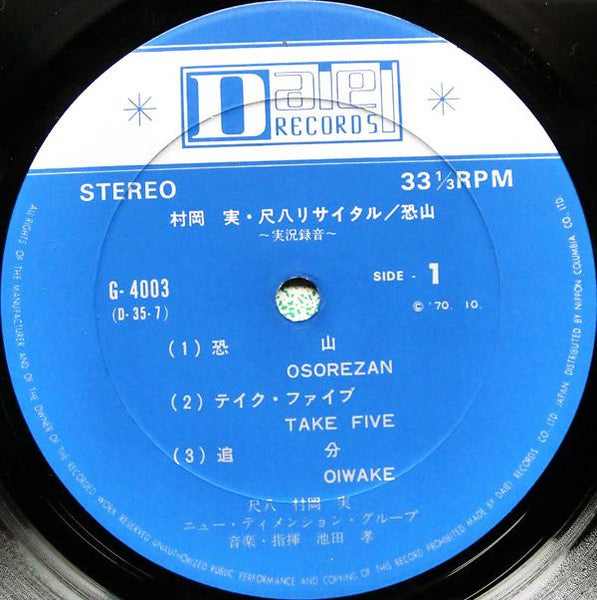 Daiei
RECORDS
STEREO
33 1/3 RPM
村岡 実・尺八リサイタル／恐山
〜実況録音〜
G-4003
(D-35-7)
SIDE - 1
Ⓒ '70. 10.
(1) 恐 山
OSOREZAN
(2) テイク・ファイブ
TAKE FIVE
(3) 追 分
OIWAKE
尺八 村岡 実
ニュー・ディメンション・グループ
音楽・指揮 池田 孝
ALL RIGHTS OF THE MANUFACTURER AND OF THE OWNER OF THE RECORDED WORK RESERVED UNAUTHORIZED PUBLIC PERFORMANCE AND COPYING OF THIS RECORD PROHIBITED MADE BY DAIEI RECORDS CO. LTD. JAPAN. DISTRIBUTED BY NIPPON COLUMBIA CO. LTD.